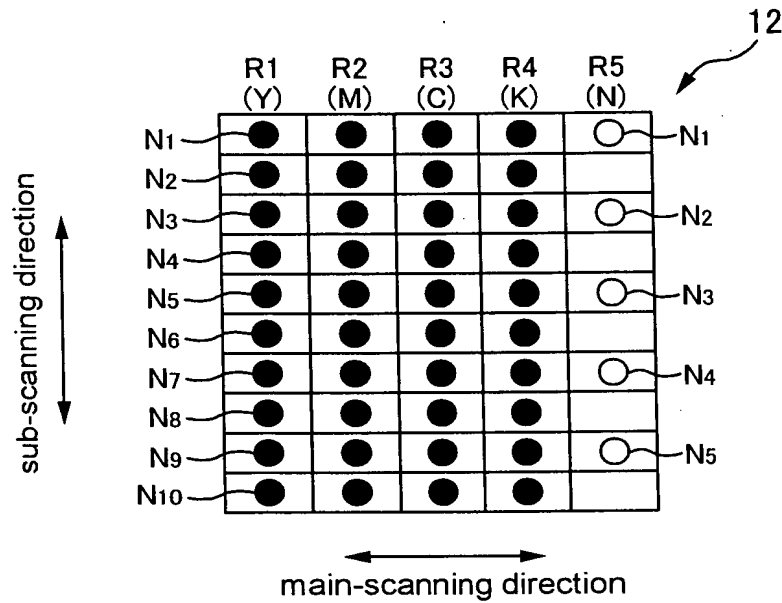 12
R1 R2 R3 R4 R5
(Y) (M) (C) (K) (N)
N1 N1
N2
N3 N2
N4
N5 N3
N6
N7 N4
N8
N9 N5
N10
sub-scanning direction
main-scanning direction